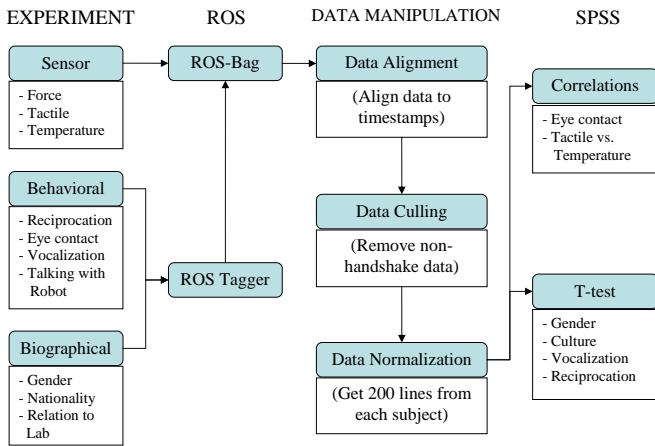 EXPERIMENT
ROS
DATA MANIPULATION
SPSS
Sensor
- Force
- Tactile
- Temperature
Behavioral
- Reciprocation
- Eye contact
- Vocalization
- Talking with
Robot
Biographical
- Gender
- Nationality
- Relation to
Lab
ROS-Bag
ROS Tagger
Data Alignment
(Align data to
timestamps)
Data Culling
(Remove non-
handshake data)
Data Normalization
(Get 200 lines from
each subject)
Correlations
- Eye contact
- Tactile vs.
Temperature
T-test
- Gender
- Culture
- Vocalization
- Reciprocation